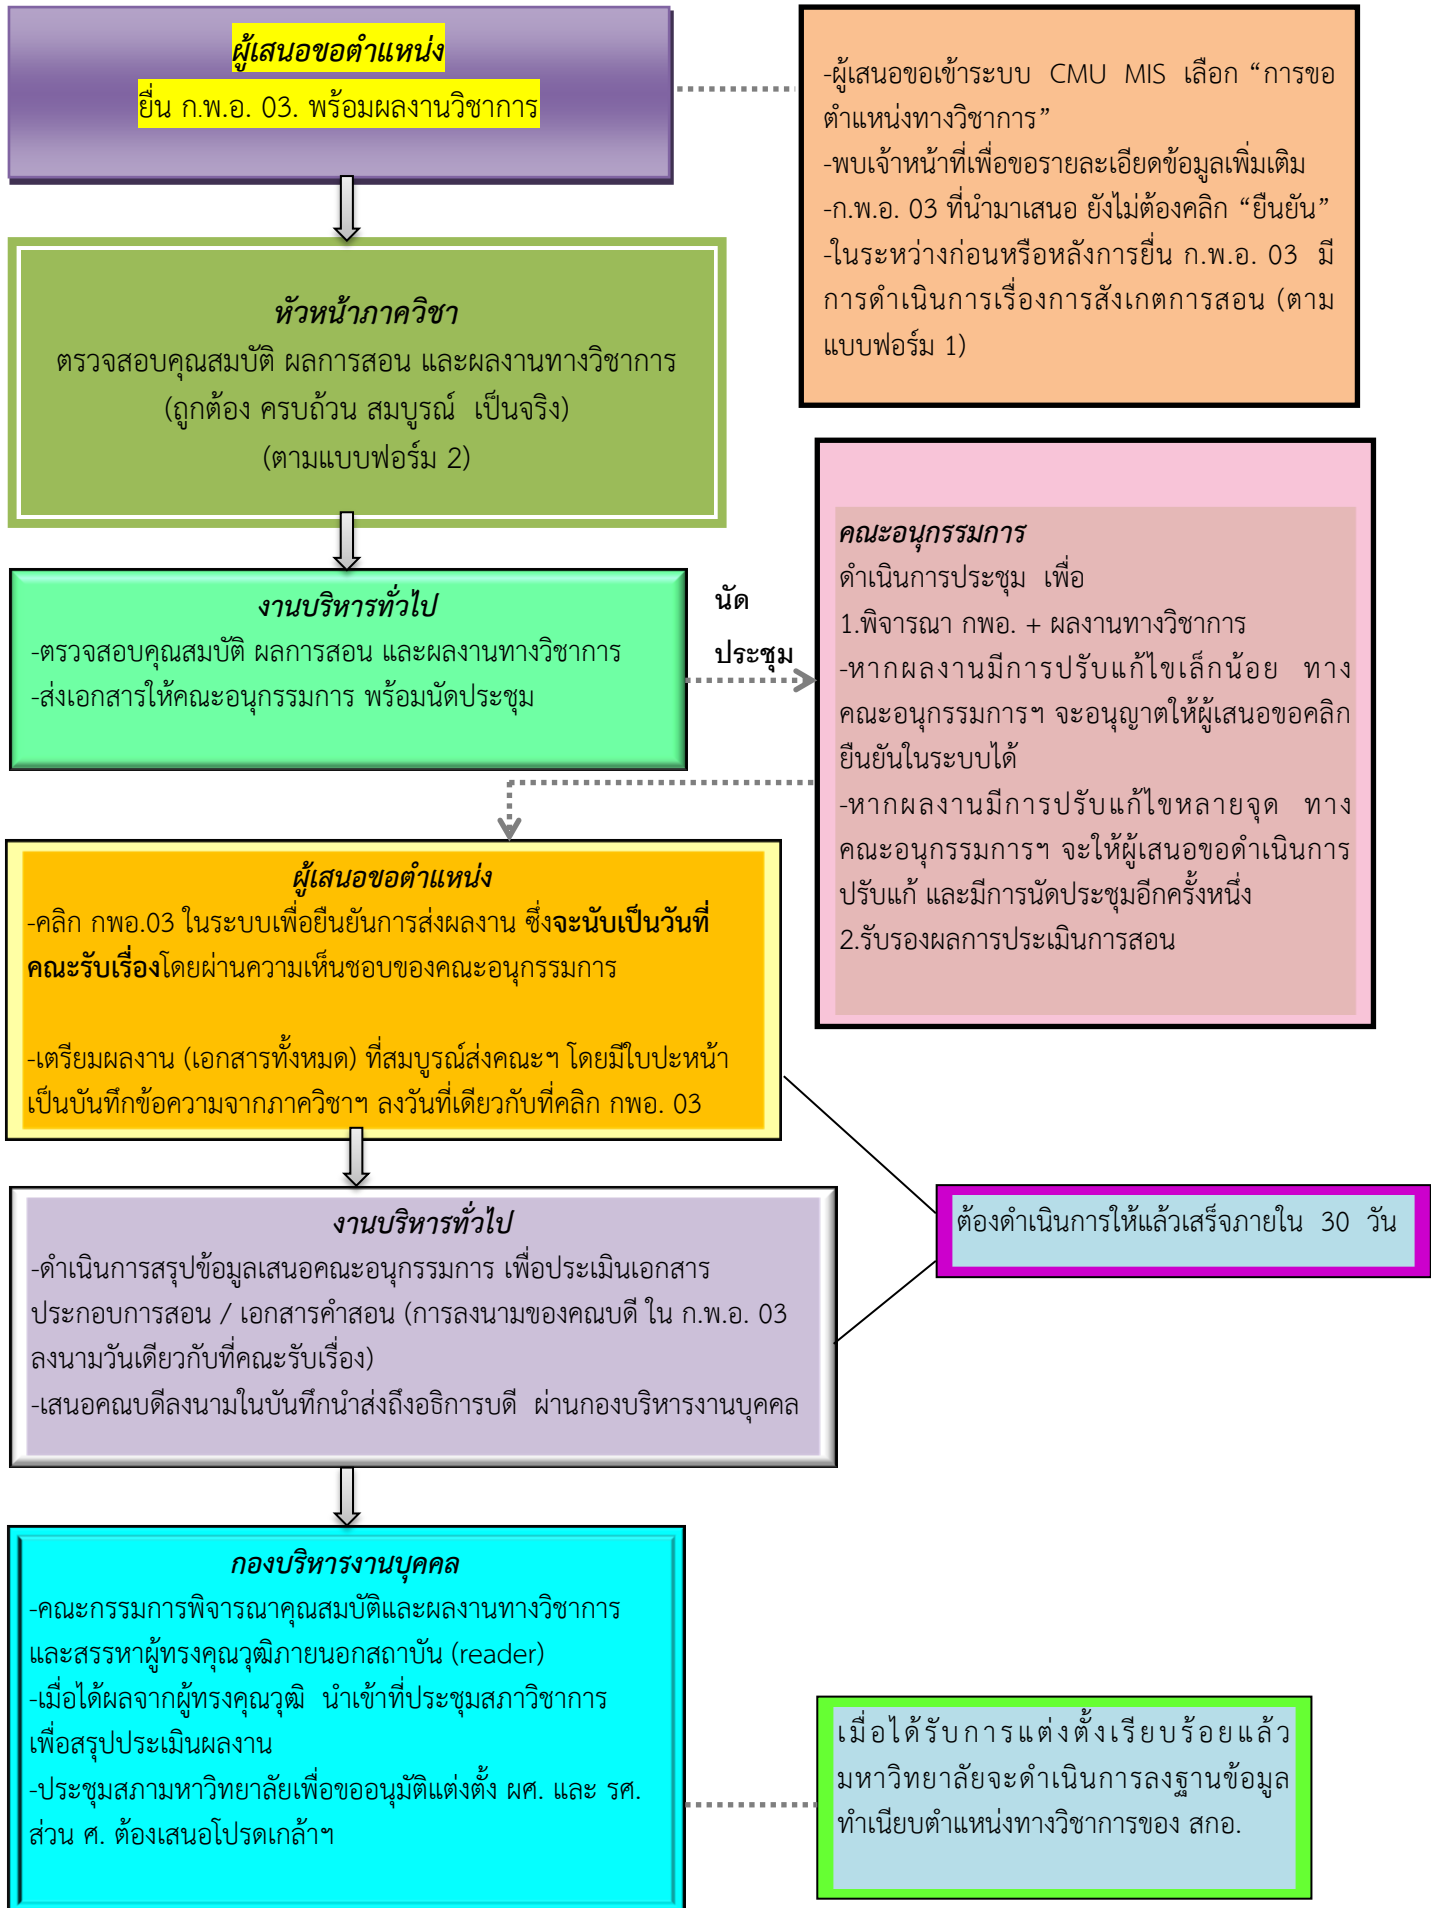 ผู้เสนอขอตำแหน่ง
ยื่น ก.พ.อ. 03. พร้อมผลงานวิชาการ
-ผู้เสนอขอเข้าระบบ CMU MIS เลือก “การขอ
ตำแหน่งทางวิชาการ”
-พบเจ้าหน้าที่เพื่อขอรายละเอียดข้อมูลเพิ่มเติม
-ก.พ.อ. 03 ที่นำมาเสนอ ยังไม่ต้องคลิก “ยืนยัน”
-ในระหว่างก่อนหรือหลังการยื่น ก.พ.อ. 03 มี
การดำเนินการเรื่องการสังเกตการสอน (ตาม
แบบฟอร์ม 1)
หัวหน้าภาควิชา
ตรวจสอบคุณสมบัติ ผลการสอน และผลงานทางวิชาการ
(ถูกต้อง ครบถ้วน สมบูรณ์ เป็นจริง)
(ตามแบบฟอร์ม 2)
งานบริหารทั่วไป
-ตรวจสอบคุณสมบัติ ผลการสอน และผลงานทางวิชาการ
-ส่งเอกสารให้คณะอนุกรรมการ พร้อมนัดประชุม
นัด
ประชุม
คณะอนุกรรมการ
ดำเนินการประชุม เพื่อ
1.พิจารณา กพอ. + ผลงานทางวิชาการ
-หากผลงานมีการปรับแก้ไขเล็กน้อย ทาง
คณะอนุกรรมการฯ จะอนุญาตให้ผู้เสนอขอคลิก
ยืนยันในระบบได้
-หากผลงานมีการปรับแก้ไขหลายจุด ทาง
คณะอนุกรรมการฯ จะให้ผู้เสนอขอดำเนินการ
ปรับแก้ และมีการนัดประชุมอีกครั้งหนึ่ง
2.รับรองผลการประเมินการสอน
ผู้เสนอขอตำแหน่ง
-คลิก กพอ.03 ในระบบเพื่อยืนยันการส่งผลงาน ซึ่งจะนับเป็นวันที่
คณะรับเรื่องโดยผ่านความเห็นชอบของคณะอนุกรรมการ
-เตรียมผลงาน (เอกสารทั้งหมด) ที่สมบูรณ์ส่งคณะฯ โดยมีใบปะหน้า
เป็นบันทึกข้อความจากภาควิชาฯ ลงวันที่เดียวกับที่คลิก กพอ. 03
งานบริหารทั่วไป
-ดำเนินการสรุปข้อมูลเสนอคณะอนุกรรมการ เพื่อประเมินเอกสาร
ประกอบการสอน / เอกสารคำสอน (การลงนามของคณบดี ใน ก.พ.อ. 03
ลงนามวันเดียวกับที่คณะรับเรื่อง)
-เสนอคณบดีลงนามในบันทึกนำส่งถึงอธิการบดี ผ่านกองบริหารงานบุคคล
ต้องดำเนินการให้แล้วเสร็จภายใน 30 วัน
กองบริหารงานบุคคล
-คณะกรรมการพิจารณาคุณสมบัติและผลงานทางวิชาการ
และสรรหาผู้ทรงคุณวุฒิภายนอกสถาบัน (reader)
-เมื่อได้ผลจากผู้ทรงคุณวุฒิ นำเข้าที่ประชุมสภาวิชาการ
เพื่อสรุปประเมินผลงาน
-ประชุมสภามหาวิทยาลัยเพื่อขออนุมัติแต่งตั้ง ผศ. และ รศ.
ส่วน ศ. ต้องเสนอโปรดเกล้าฯ
เมื่อได้รับการแต่งตั้งเรียบร้อยแล้ว
มหาวิทยาลัยจะดำเนินการลงฐานข้อมูล
ทำเนียบตำแหน่งทางวิชาการของ สกอ.